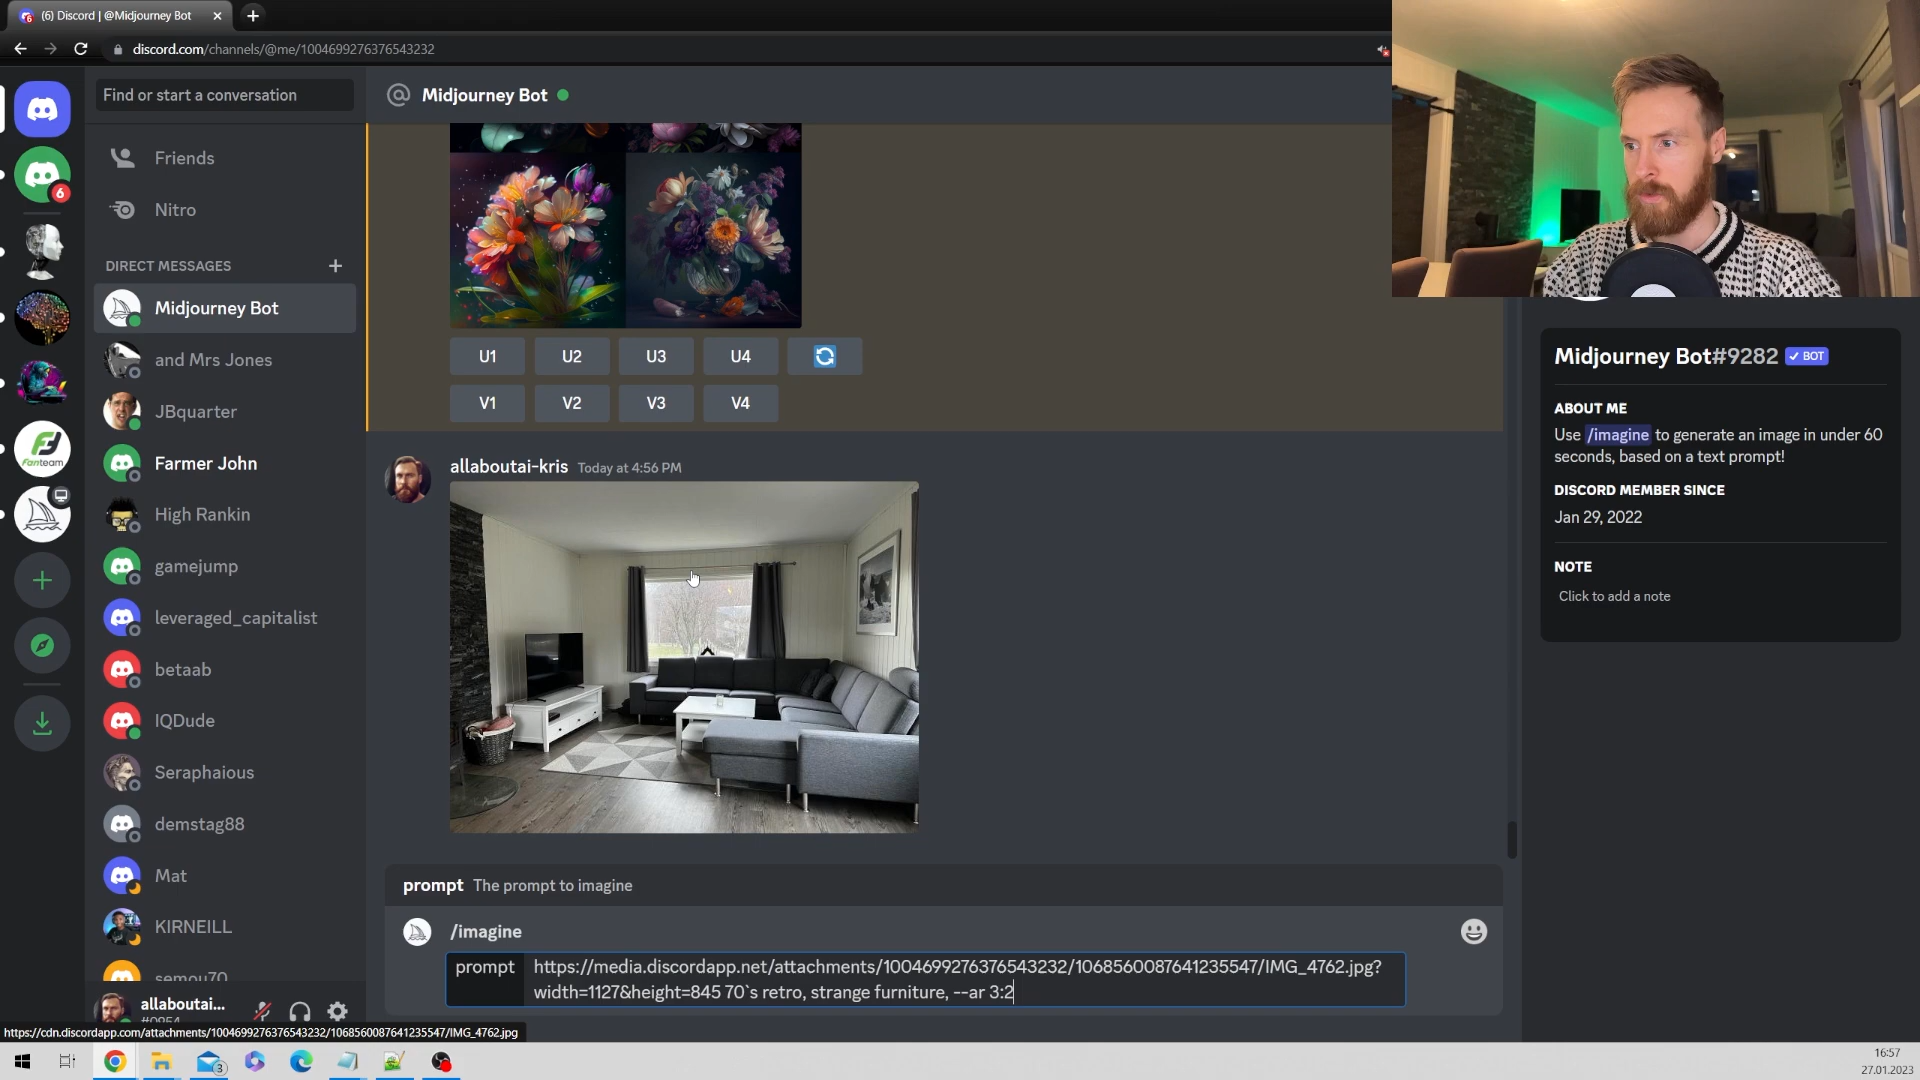 (6) Discord | @Midjourney Bot
discord.com/channels/@me/1004699276376543232
Find or start a conversation
Friends
6
Nitro
DIRECT MESSAGES
Midjourney Bot
and Mrs Jones
JBquarter
Farmer John
Fanteam
High Rankin
gamejump
leveraged_capitalist
betaab
IQDude
Seraphaious
demstag88
Mat
KIRNEILL
semou70
allaboutai...
#0954
Midjourney Bot
U1 U2 U3 U4
V1 V2 V3 V4
allaboutai-kris Today at 4:56 PM
prompt The prompt to imagine
/imagine
prompt https://media.discordapp.net/attachments/1004699276376543232/1068560087641235547/IMG_4762.jpg?
width=1127&height=845 70`s retro, strange furniture, --ar 3:2
Midjourney Bot#9282 BOT
ABOUT ME
Use /imagine to generate an image in under 60
seconds, based on a text prompt!
DISCORD MEMBER SINCE
Jan 29, 2022
NOTE
Click to add a note
https://cdn.discordapp.com/attachments/1004699276376543232/1068560087641235547/IMG_4762.jpg
3
16:57
27.01.2023